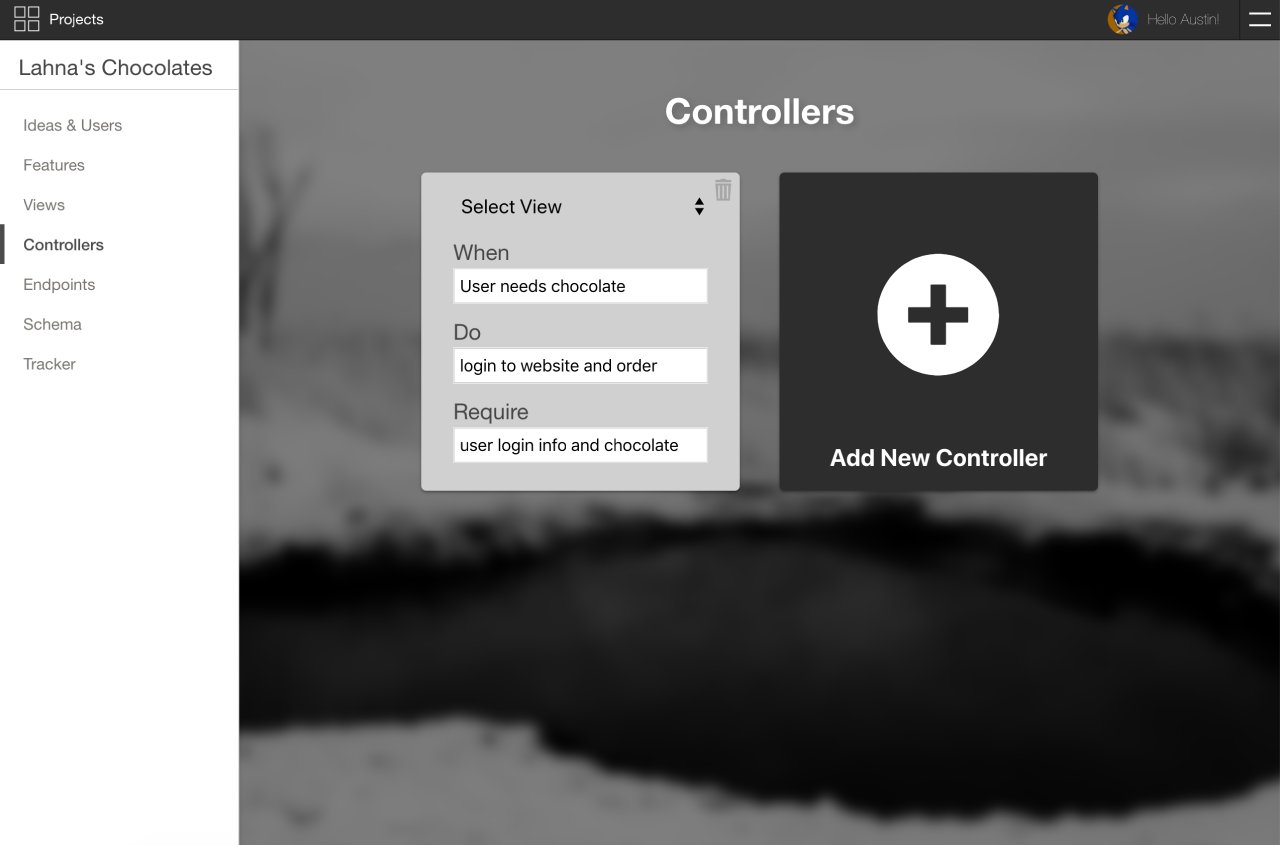 Projects
Hello Austin!
Lahna's Chocolates
Ideas & Users
Features
Views
Controllers
Endpoints
Schema
Tracker
Controllers
Select View
When
User needs chocolate
Do
login to website and order
Require
user login info and chocolate
Add New Controller